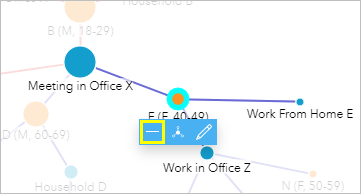 Household B
B (M, 18-29)
Meeting in Office X
E (F, 40-49)
Work From Home E
D (M, 60-69)
Work in Office Z
Household D
N (F, 50-59)